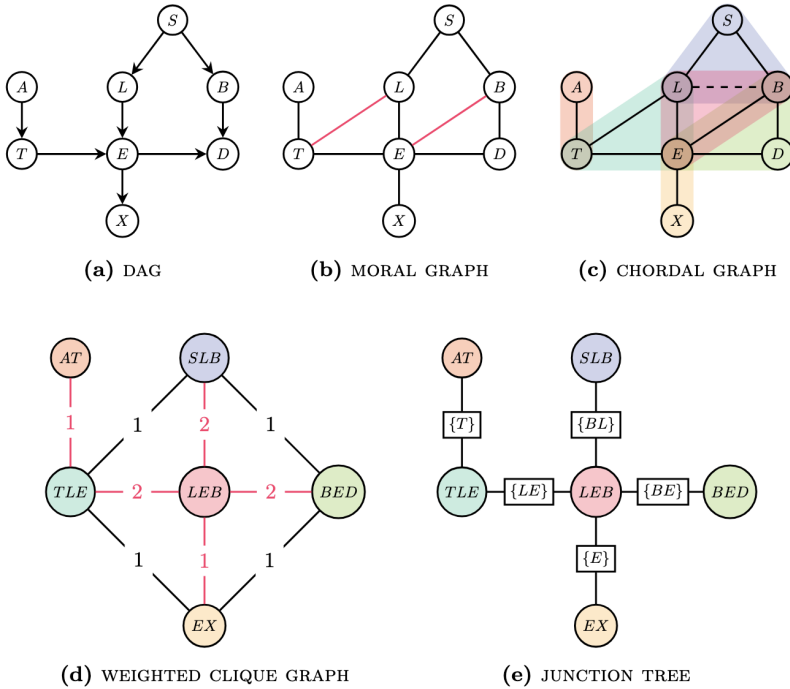 S
S
S
A
L
B
A
L
B
A
L
B
T
E
D
T
E
D
T
E
D
X
X
X
(a) DAG
(b) MORAL GRAPH
(c) CHORDAL GRAPH
AT
SLB
1
1
2
1
TLE
2
LEB
2
BED
1
1
1
EX
(d) WEIGHTED CLIQUE GRAPH
AT
SLB
{T}
{BL}
TLE
{LE}
LEB
{BE}
BED
{E}
EX
(e) JUNCTION TREE